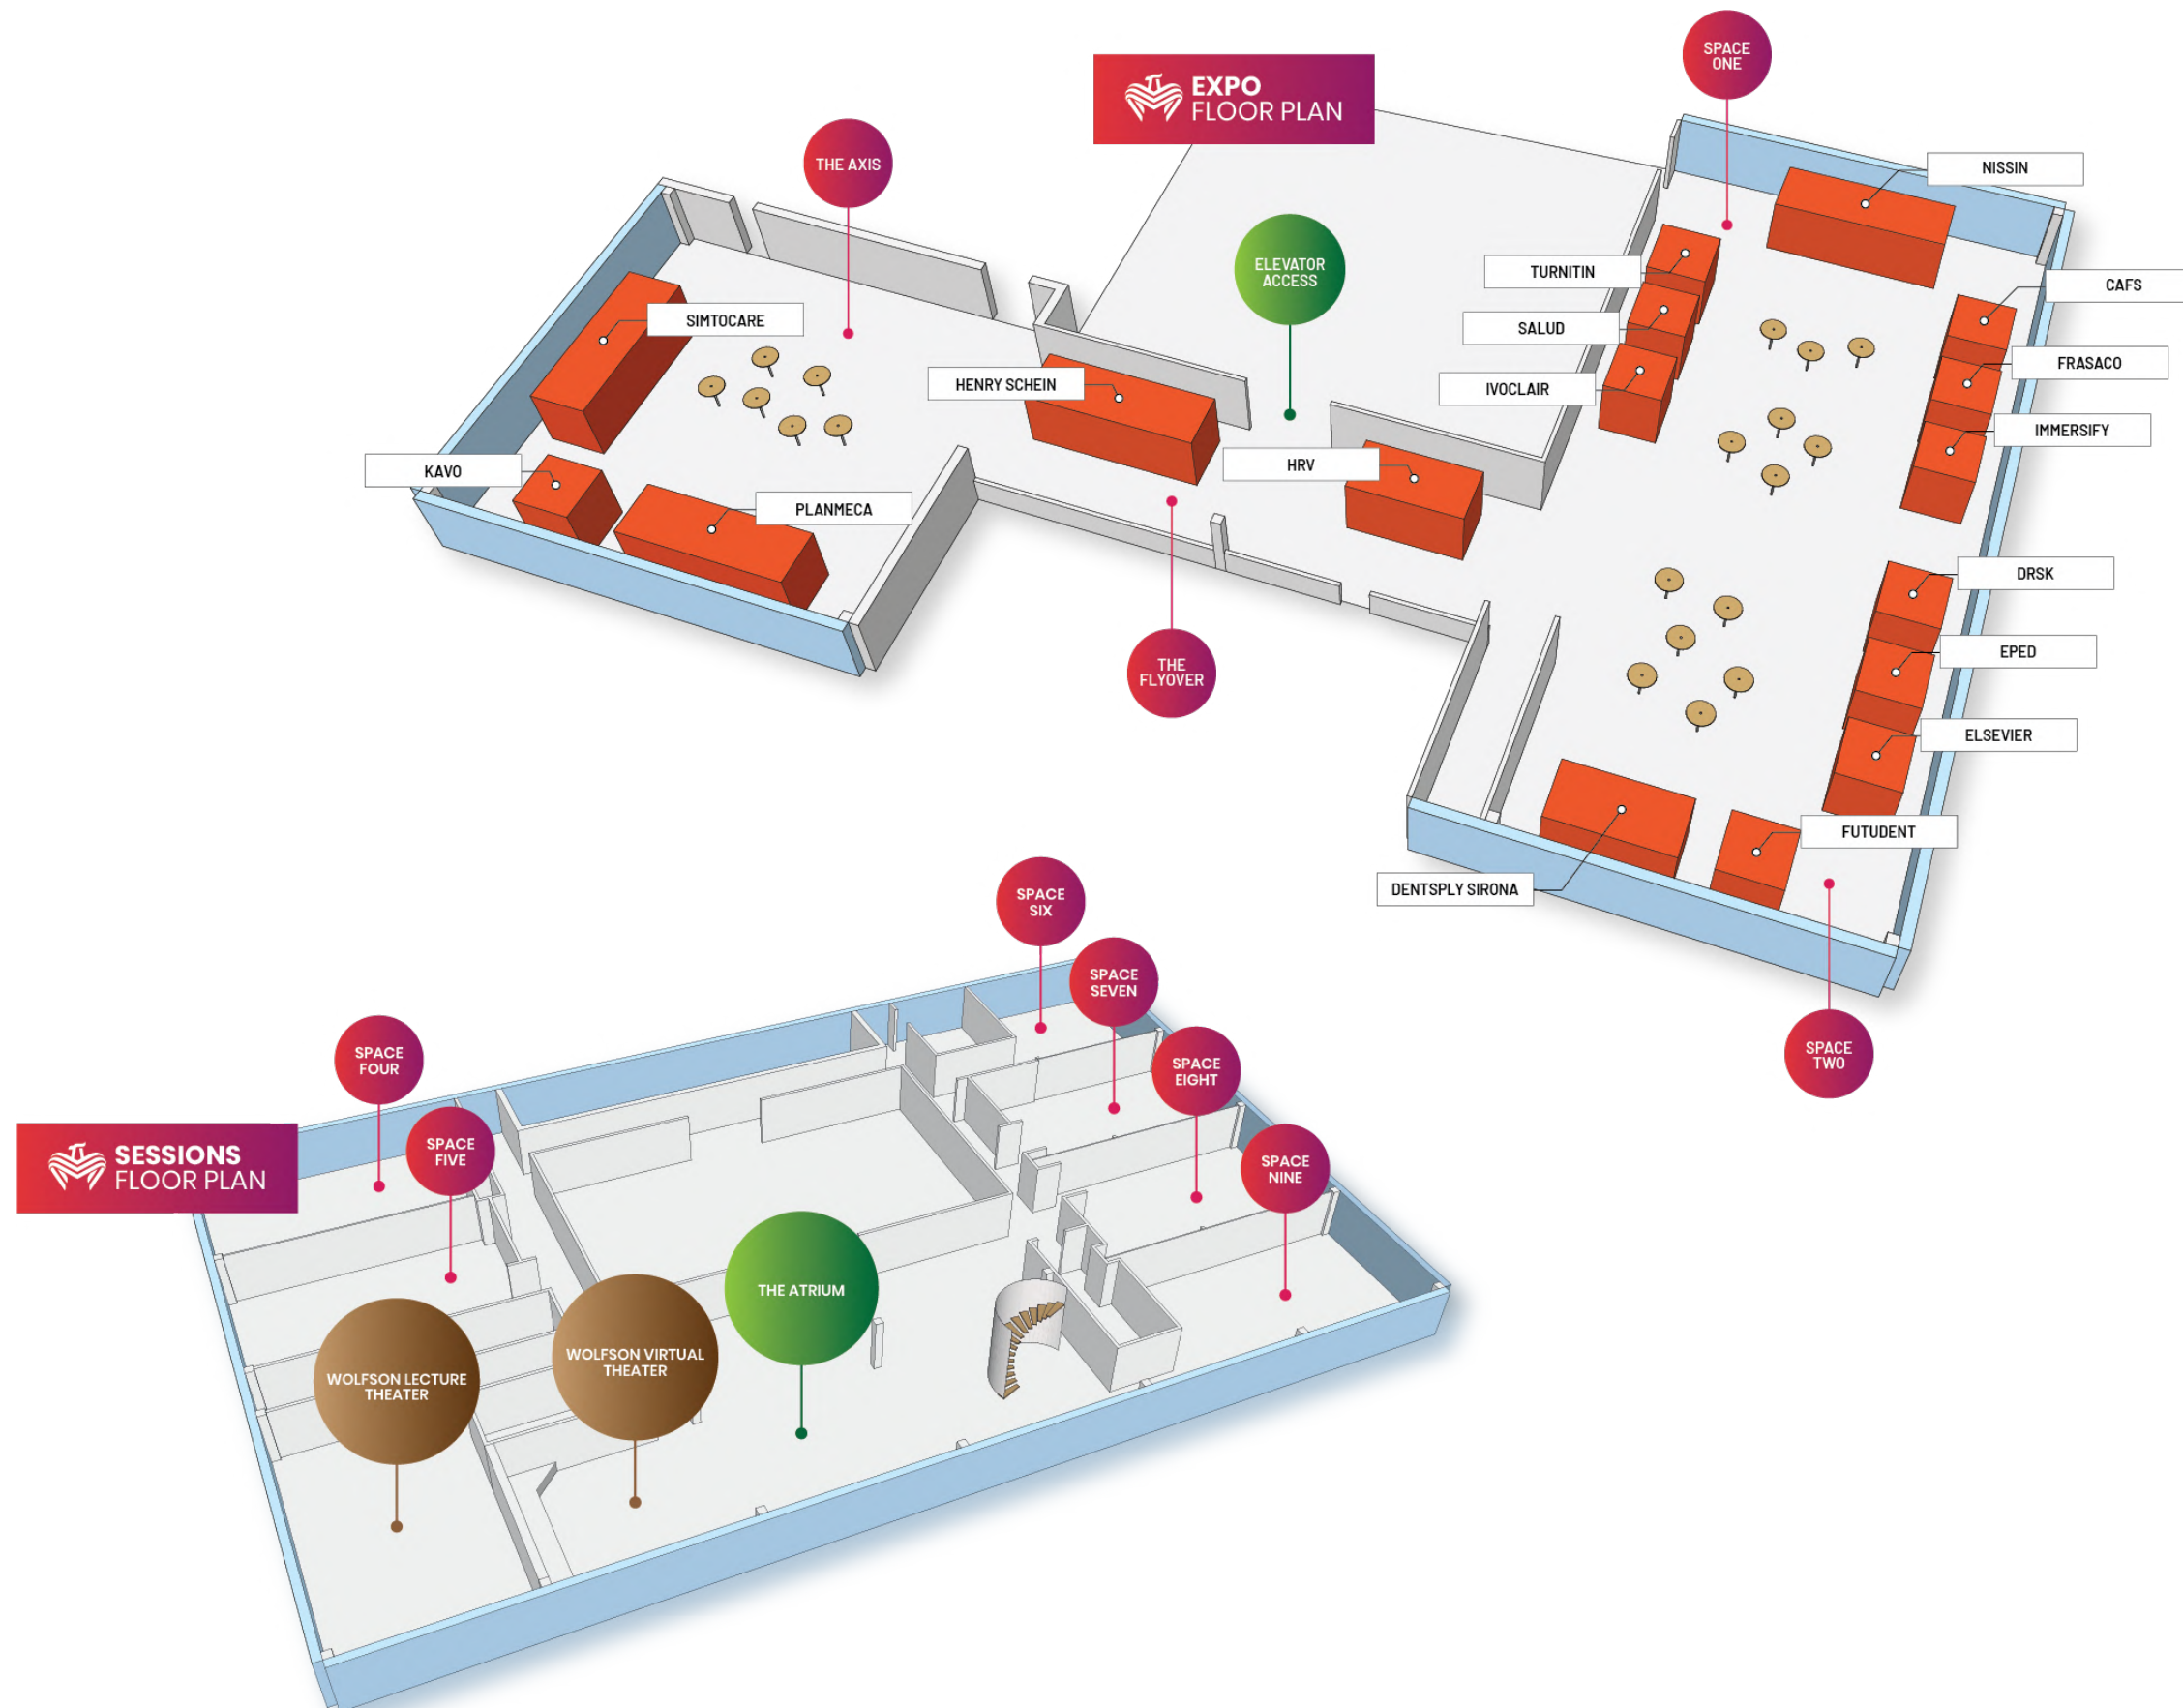 EXPO
FLOOR PLAN
SPACE
ONE
THE AXIS
NISSIN
ELEVATOR
ACCESS
TURNITIN
CAFS
SIMTOCARE
SALUD
FRASACO
HENRY SCHEIN
IVOCLAIR
IMMERSIFY
KAVO
HRV
PLANMECA
DRSK
EPED
THE
FLYOVER
ELSEVIER
FUTUDENT
DENTSPLY SIRONA
SPACE
TWO
SPACE
SIX
SPACE
SEVEN
SPACE
FOUR
SPACE
EIGHT
SESSIONS
FLOOR PLAN
SPACE
FIVE
SPACE
NINE
THE ATRIUM
WOLFSON VIRTUAL
THEATER
WOLFSON LECTURE
THEATER